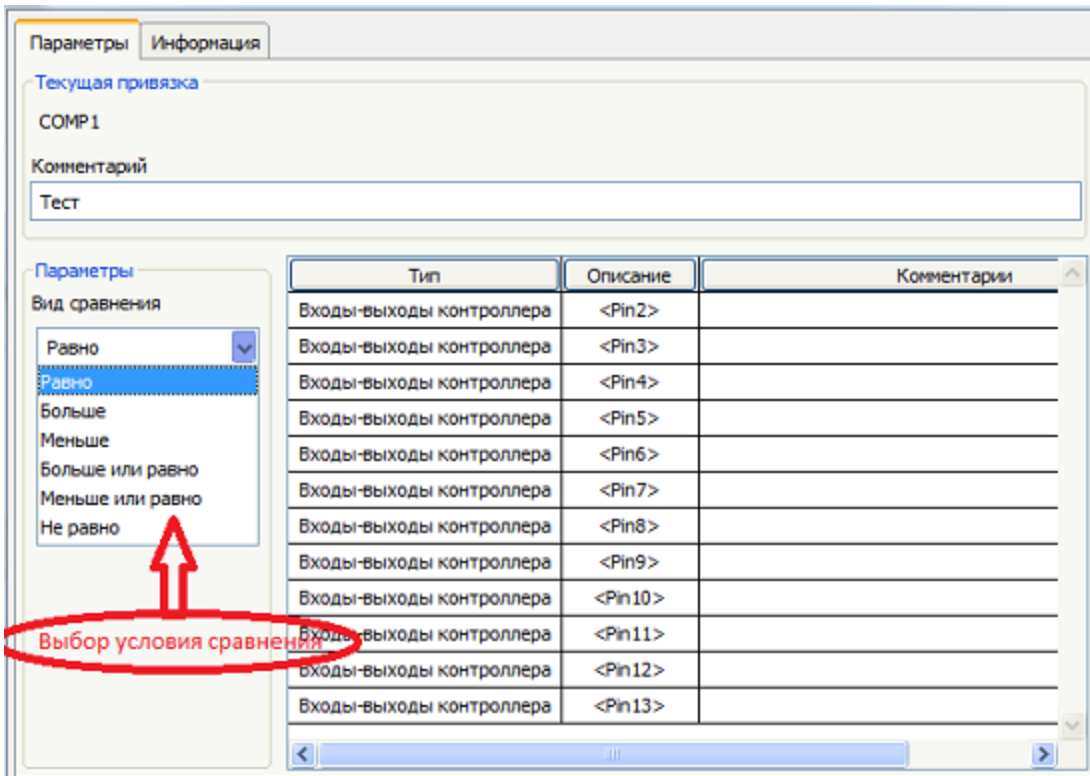 Параметры Информация
Текущая привязка
COMP1
Комментарий
Тест
Параметры
Вид сравнения
Равно
Равно
Больше
Меньше
Больше или равно
Меньше или равно
Не равно
Выбор условия сравнения
Тип Описание Комментарии
Входы-выходы контроллера <Pin2>
Входы-выходы контроллера <Pin3>
Входы-выходы контроллера <Pin4>
Входы-выходы контроллера <Pin5>
Входы-выходы контроллера <Pin6>
Входы-выходы контроллера <Pin7>
Входы-выходы контроллера <Pin8>
Входы-выходы контроллера <Pin9>
Входы-выходы контроллера <Pin10>
Входы-выходы контроллера <Pin11>
Входы-выходы контроллера <Pin12>
Входы-выходы контроллера <Pin13>